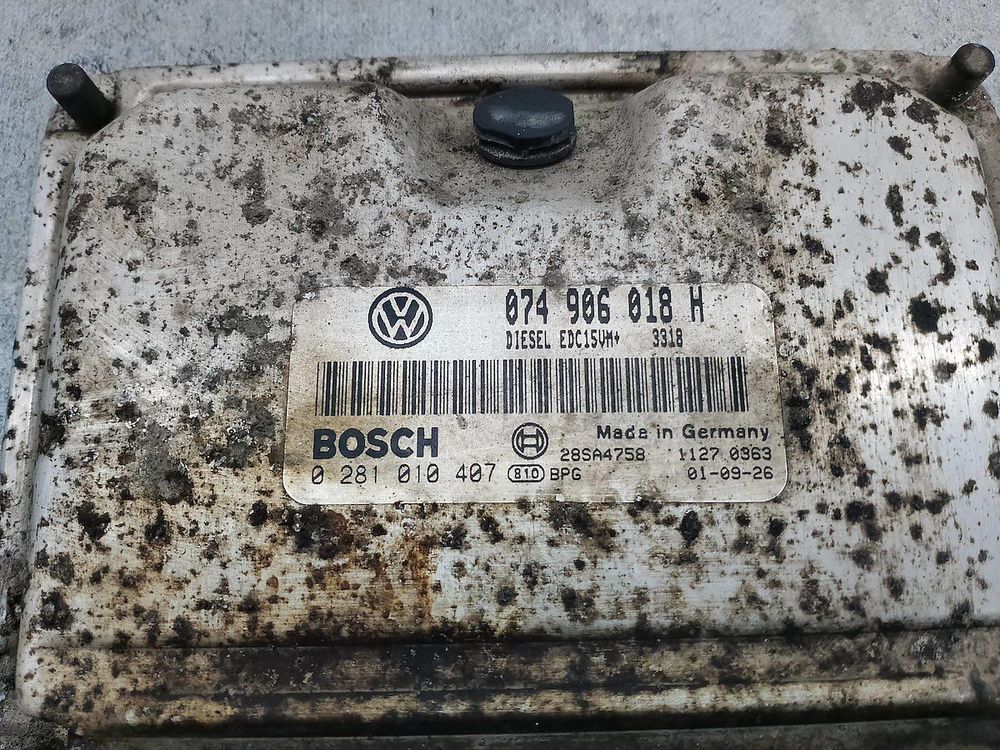 074 906 018 H
DIESEL EDC15VM+ 3318
BOSCH
Made in Germany
28SA4758 1127 0363
0 281 010 407 810 BPG 01-09-26